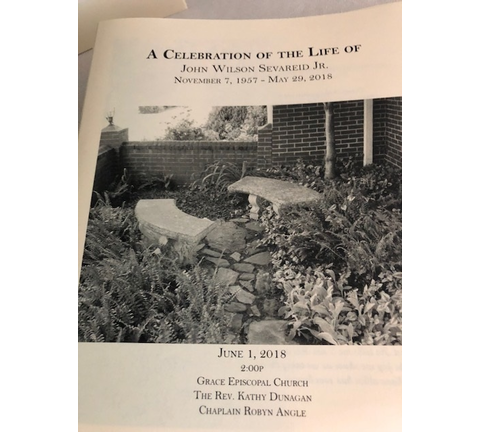 A Celebration of the Life of
John Wilson Sevareid Jr.
November 7, 1957 - May 29, 2018
June 1, 2018
2:00p
Grace Episcopal Church
The Rev. Kathy Dunagan
Chaplain Robyn Angle